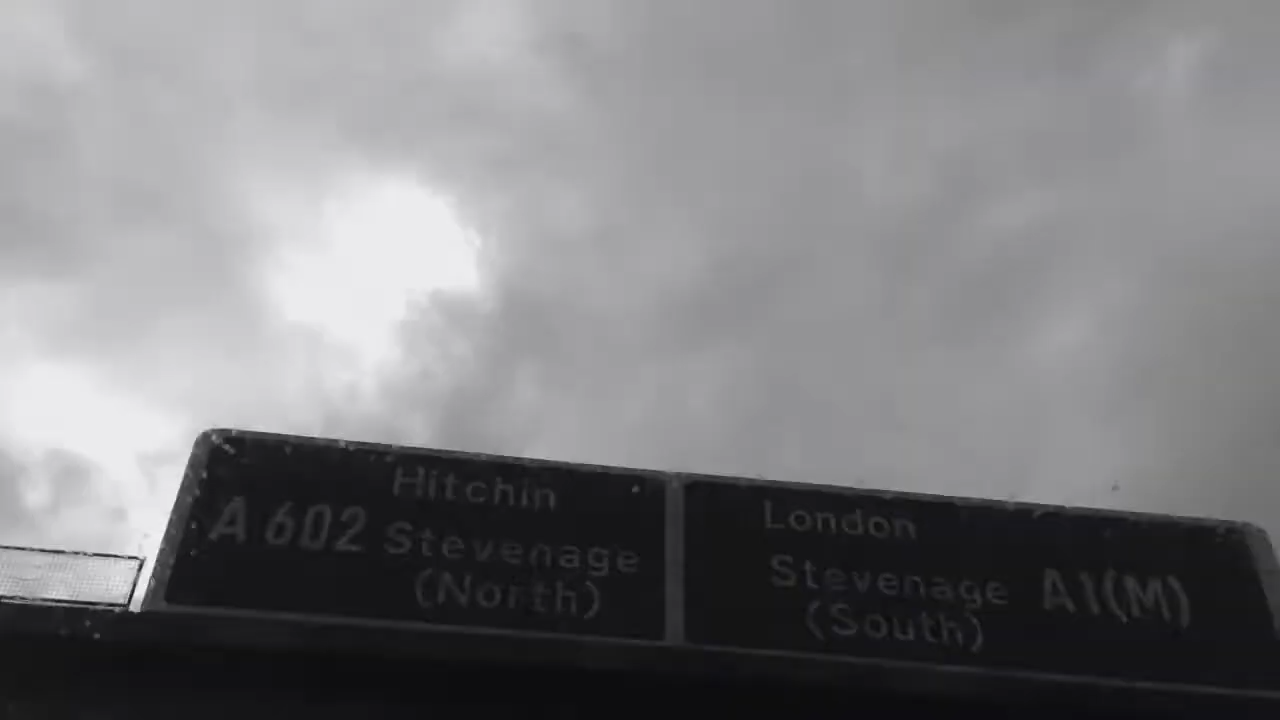 Hitchin
A 602 Stevenage
(North)
London
Stevenage A1(M)
(South)